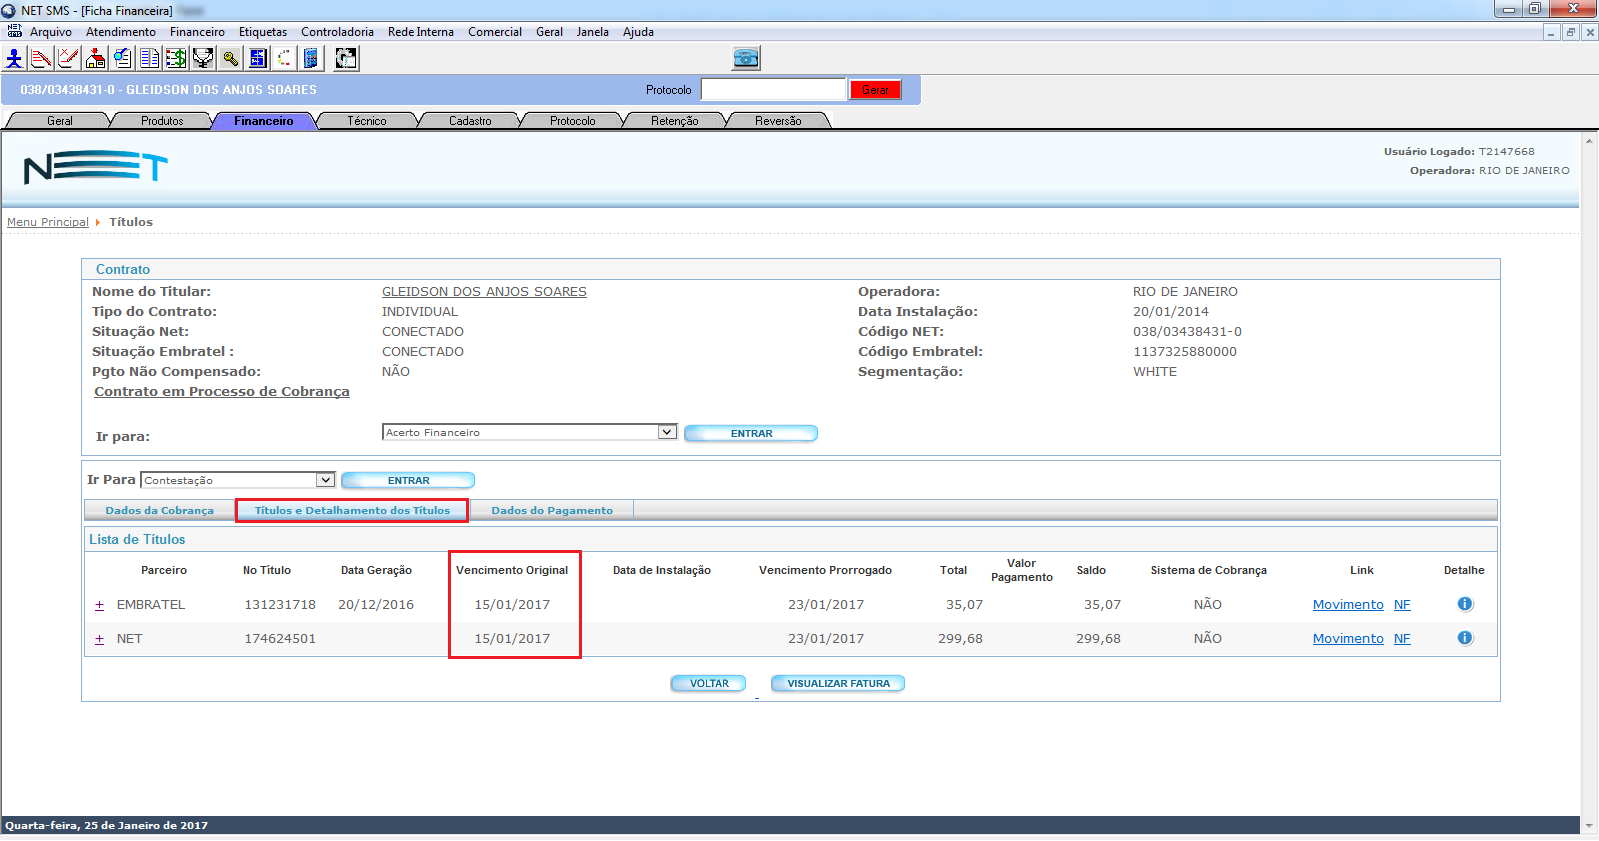 NET SMS - [Ficha Financeira]
Arquivo Atendimento Financeiro Etiquetas Controladoria Rede Interna Comercial Geral Janela Ajuda
038/03438431-0 - GLEIDSON DOS ANJOS SOARES Protocolo Gerar
Geral Produtos Financeiro Técnico Cadastro Protocolo Retenção Reversão
NET
Usuário Logado: T2147668
Operadora: RIO DE JANEIRO
Menu Principal Títulos
Contrato
Nome do Titular: GLEIDSON DOS ANJOS SOARES Operadora: RIO DE JANEIRO
Tipo do Contrato: INDIVIDUAL Data Instalação: 20/01/2014
Situação Net: CONECTADO Código NET: 038/03438431-0
Situação Embratel : CONECTADO Código Embratel: 1137325880000
Pgto Não Compensado: NÃO Segmentação: WHITE
Contrato em Processo de Cobrança
Ir para: Acerto Financeiro ENTRAR
Ir Para Contestação ENTRAR
Dados da Cobrança Títulos e Detalhamento dos Títulos Dados do Pagamento
Lista de Títulos
Parceiro No Título Data Geração Vencimento Original Data de Instalação Vencimento Prorrogado Total Valor Pagamento Saldo Sistema de Cobrança Link Detalhe
+ EMBRATEL 131231718 20/12/2016 15/01/2017 23/01/2017 35,07 35,07 NÃO Movimento NF
+ NET 174624501 15/01/2017 23/01/2017 299,68 299,68 NÃO Movimento NF
VOLTAR VISUALIZAR FATURA
Quarta-feira, 25 de Janeiro de 2017